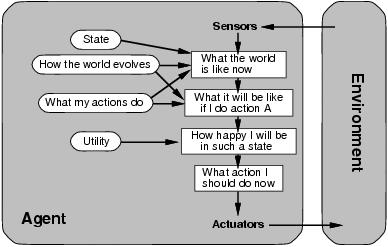 Sensors
State
How the world evolves
What the world
is like now
What my actions do
What it will be like
if I do action A
Utility
How happy I will be
in such a state
What action I
should do now
Agent
Actuators
Environment